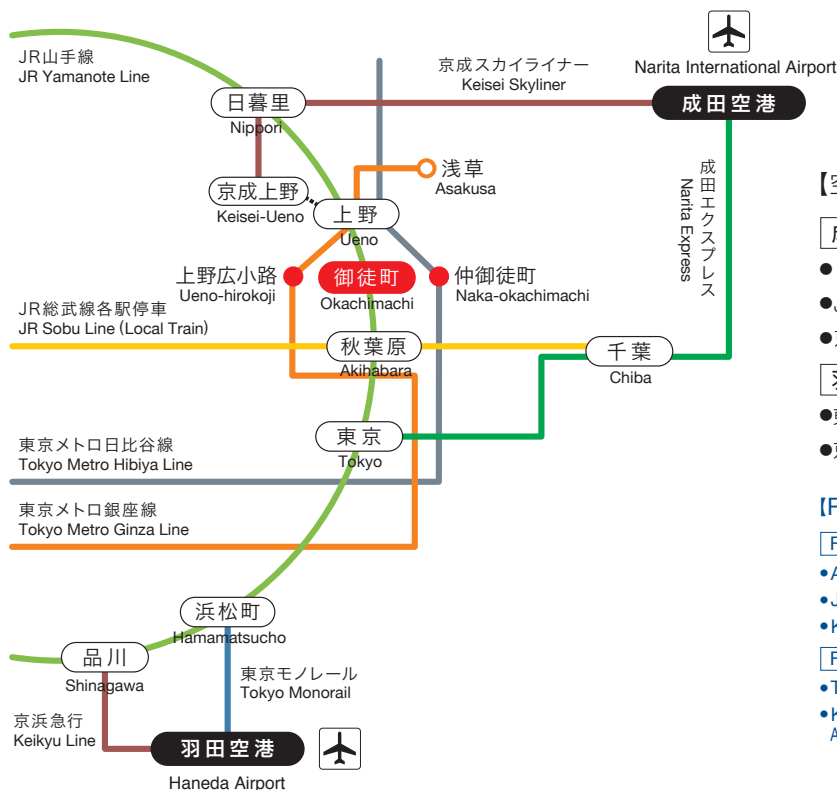 JR山手線
JR Yamanote Line
京成スカイライナー
Keisei Skyliner
Narita International Airport
成田空港
日暮里
Nippori
浅草
Asakusa
京成上野
Keisei-Ueno
上野
Ueno
成田エクスプレス
Narita Express
上野広小路
Ueno-hirokoji
御徒町
Okachimachi
仲御徒町
Naka-okachimachi
JR総武線各駅停車
JR Sobu Line (Local Train)
秋葉原
Akihabara
千葉
Chiba
東京
Tokyo
東京メトロ日比谷線
Tokyo Metro Hibiya Line
東京メトロ銀座線
Tokyo Metro Ginza Line
浜松町
Hamamatsucho
品川
Shinagawa
東京モノレール
Tokyo Monorail
京浜急行
Keikyu Line
羽田空港
Haneda Airport